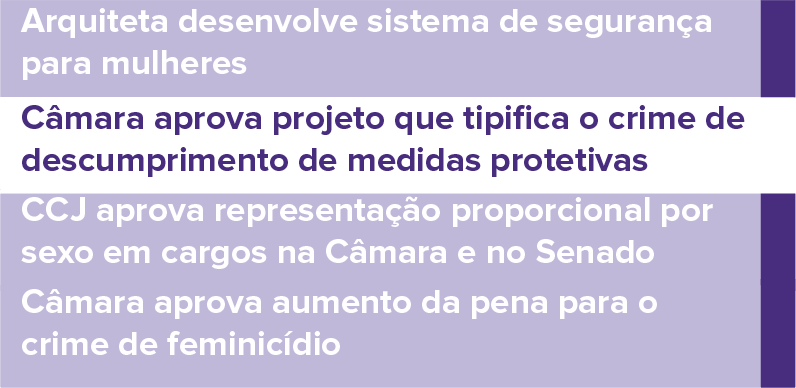 Arquiteta desenvolve sistema de segurança
para mulheres
Câmara aprova projeto que tipifica o crime de
descumprimento de medidas protetivas
CCJ aprova representação proporcional por
sexo em cargos na Câmara e no Senado
Câmara aprova aumento da pena para o
crime de feminicídio